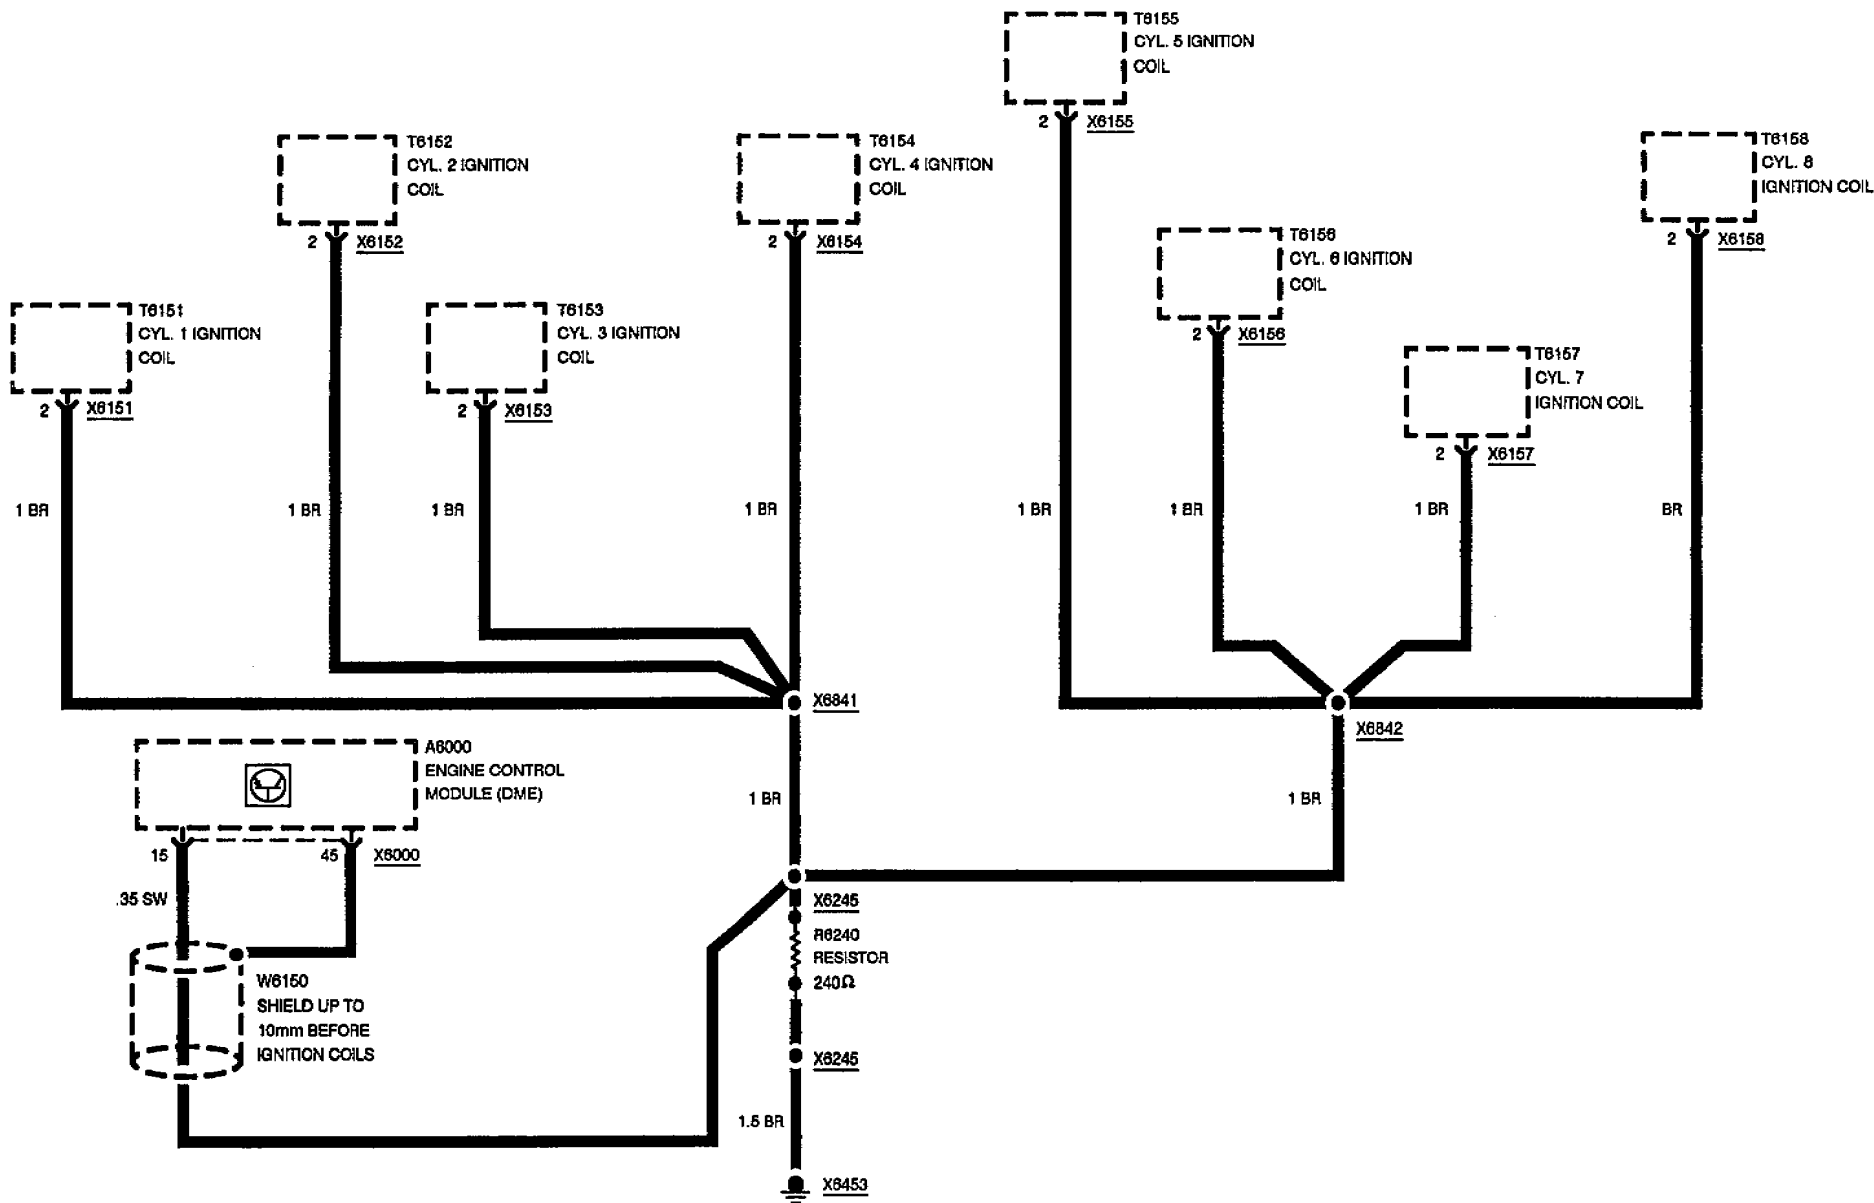 T6155
CYL. 5 IGNITION
COIL
2 X6155
T6152
CYL. 2 IGNITION
COIL
2 X6152
T6154
CYL. 4 IGNITION
COIL
2 X6154
T6158
CYL. 8
IGNITION COIL
2 X6158
T6156
CYL. 6 IGNITION
COIL
2 X6156
T6151
CYL. 1 IGNITION
COIL
2 X6151
T6153
CYL. 3 IGNITION
COIL
2 X6153
T6157
CYL. 7
IGNITION COIL
2 X6157
1 BR
1 BR
1 BR
1 BR
1 BR
1 BR
1 BR
BR
X6841
X6842
A6000
ENGINE CONTROL
MODULE (DME)
15 45 X6000
1 BR
1 BR
.35 SW
X6245
R6240
RESISTOR
240Ω
W6150
SHIELD UP TO
10mm BEFORE
IGNITION COILS
X6245
1.5 BR
X6453